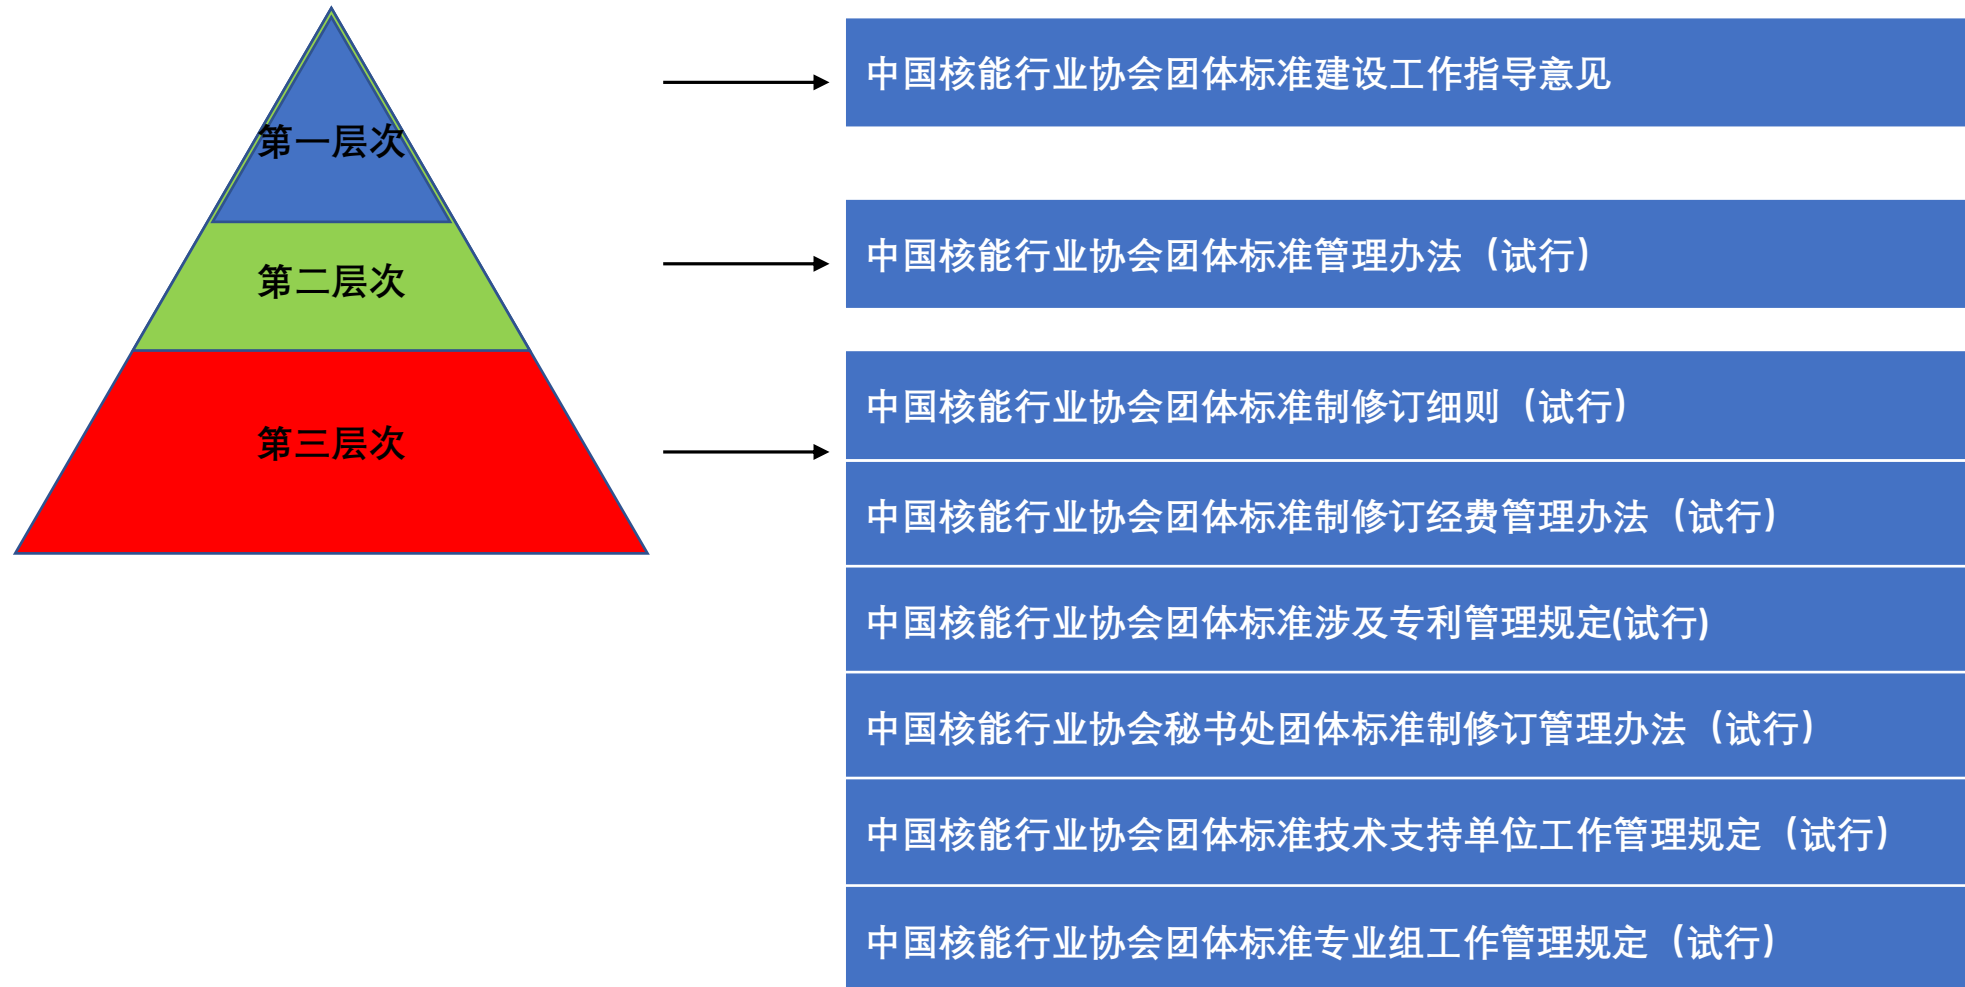 第一层次
中国核能行业协会团体标准建设工作指导意见
第二层次
中国核能行业协会团体标准管理办法（试行）
第三层次
中国核能行业协会团体标准制修订细则（试行）
中国核能行业协会团体标准制修订经费管理办法（试行）
中国核能行业协会团体标准涉及专利管理规定(试行)
中国核能行业协会秘书处团体标准制修订管理办法（试行）
中国核能行业协会团体标准技术支持单位工作管理规定（试行）
中国核能行业协会团体标准专业组工作管理规定（试行）